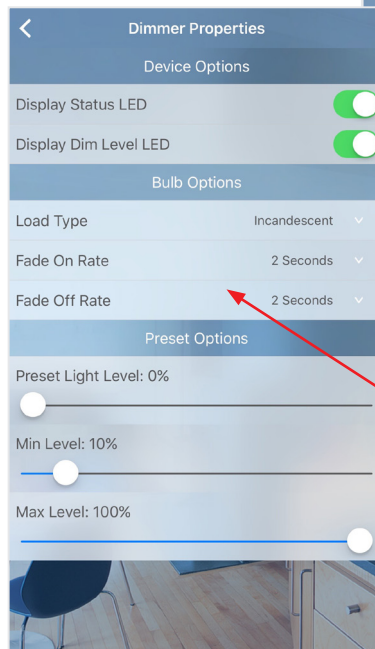 Dimmer Properties
Device Options
Display Status LED
Display Dim Level LED
Bulb Options
Load Type Incandescent
Fade On Rate 2 Seconds
Fade Off Rate 2 Seconds
Preset Options
Preset Light Level: 0%
Min Level: 10%
Max Level: 100%